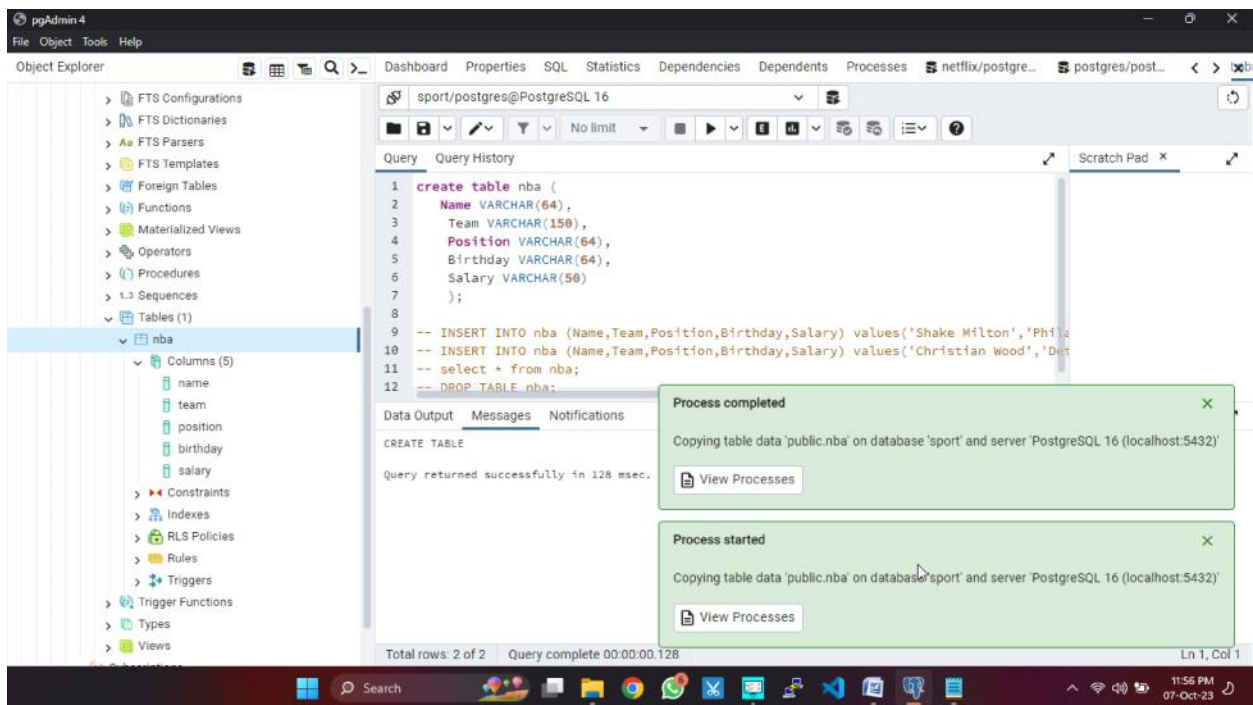 pgAdmin 4
File Object Tools Help
Object Explorer
Dashboard Properties SQL Statistics Dependencies Dependents Processes netflix/postgre... postgres/post...
FTS Configurations
FTS Dictionaries
Aa FTS Parsers
FTS Templates
Foreign Tables
Functions
Materialized Views
Operators
Procedures
1..3 Sequences
Tables (1)
nba
Columns (5)
name
team
position
birthday
salary
Constraints
Indexes
RLS Policies
Rules
Triggers
Trigger Functions
Types
Views
sport/postgres@PostgreSQL 16
No limit
Query Query History
Scratch Pad
1 create table nba (
2 Name VARCHAR(64),
3 Team VARCHAR(150),
4 Position VARCHAR(64),
5 Birthday VARCHAR(64),
6 Salary VARCHAR(50)
7 );
8
9 -- INSERT INTO nba (Name,Team,Position,Birthday,Salary) values('Shake Milton','Phila
10 -- INSERT INTO nba (Name,Team,Position,Birthday,Salary) values('Christian Wood','Det
11 -- select * from nba;
12 -- DROP TABLE nba;
Data Output Messages Notifications
CREATE TABLE
Query returned successfully in 128 msec.
Process completed
Copying table data 'public.nba' on database 'sport' and server 'PostgreSQL 16 (localhost:5432)'
View Processes
Process started
Copying table data 'public.nba' on database 'sport' and server 'PostgreSQL 16 (localhost:5432)'
View Processes
Total rows: 2 of 2 Query complete 00:00:00.128
Ln 1, Col 1
Search
11:56 PM
07-Oct-23